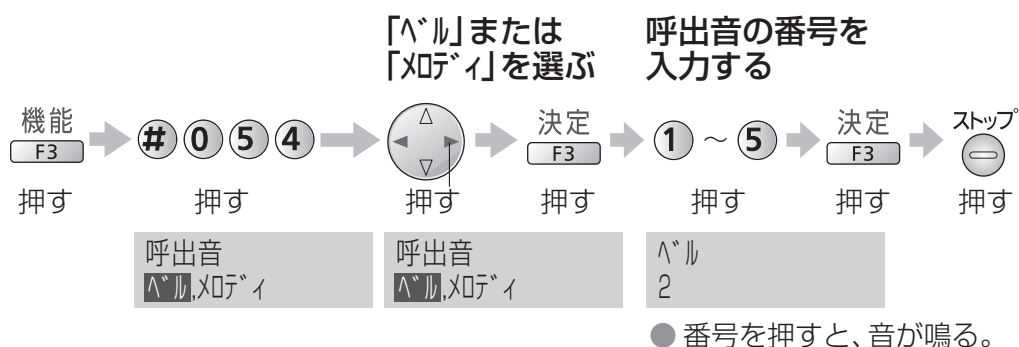 「ベル」または
「メロディ」を選ぶ
呼出音の番号を
入力する
機能
F3
# 0 5 4
決定
F3
1 ~ 5
決定
F3
ストップ
押す
押す
押す
押す
押す
押す
押す
呼出音
ベル,メロディ
呼出音
ベル,メロディ
ベル
2
● 番号を押すと、音が鳴る。